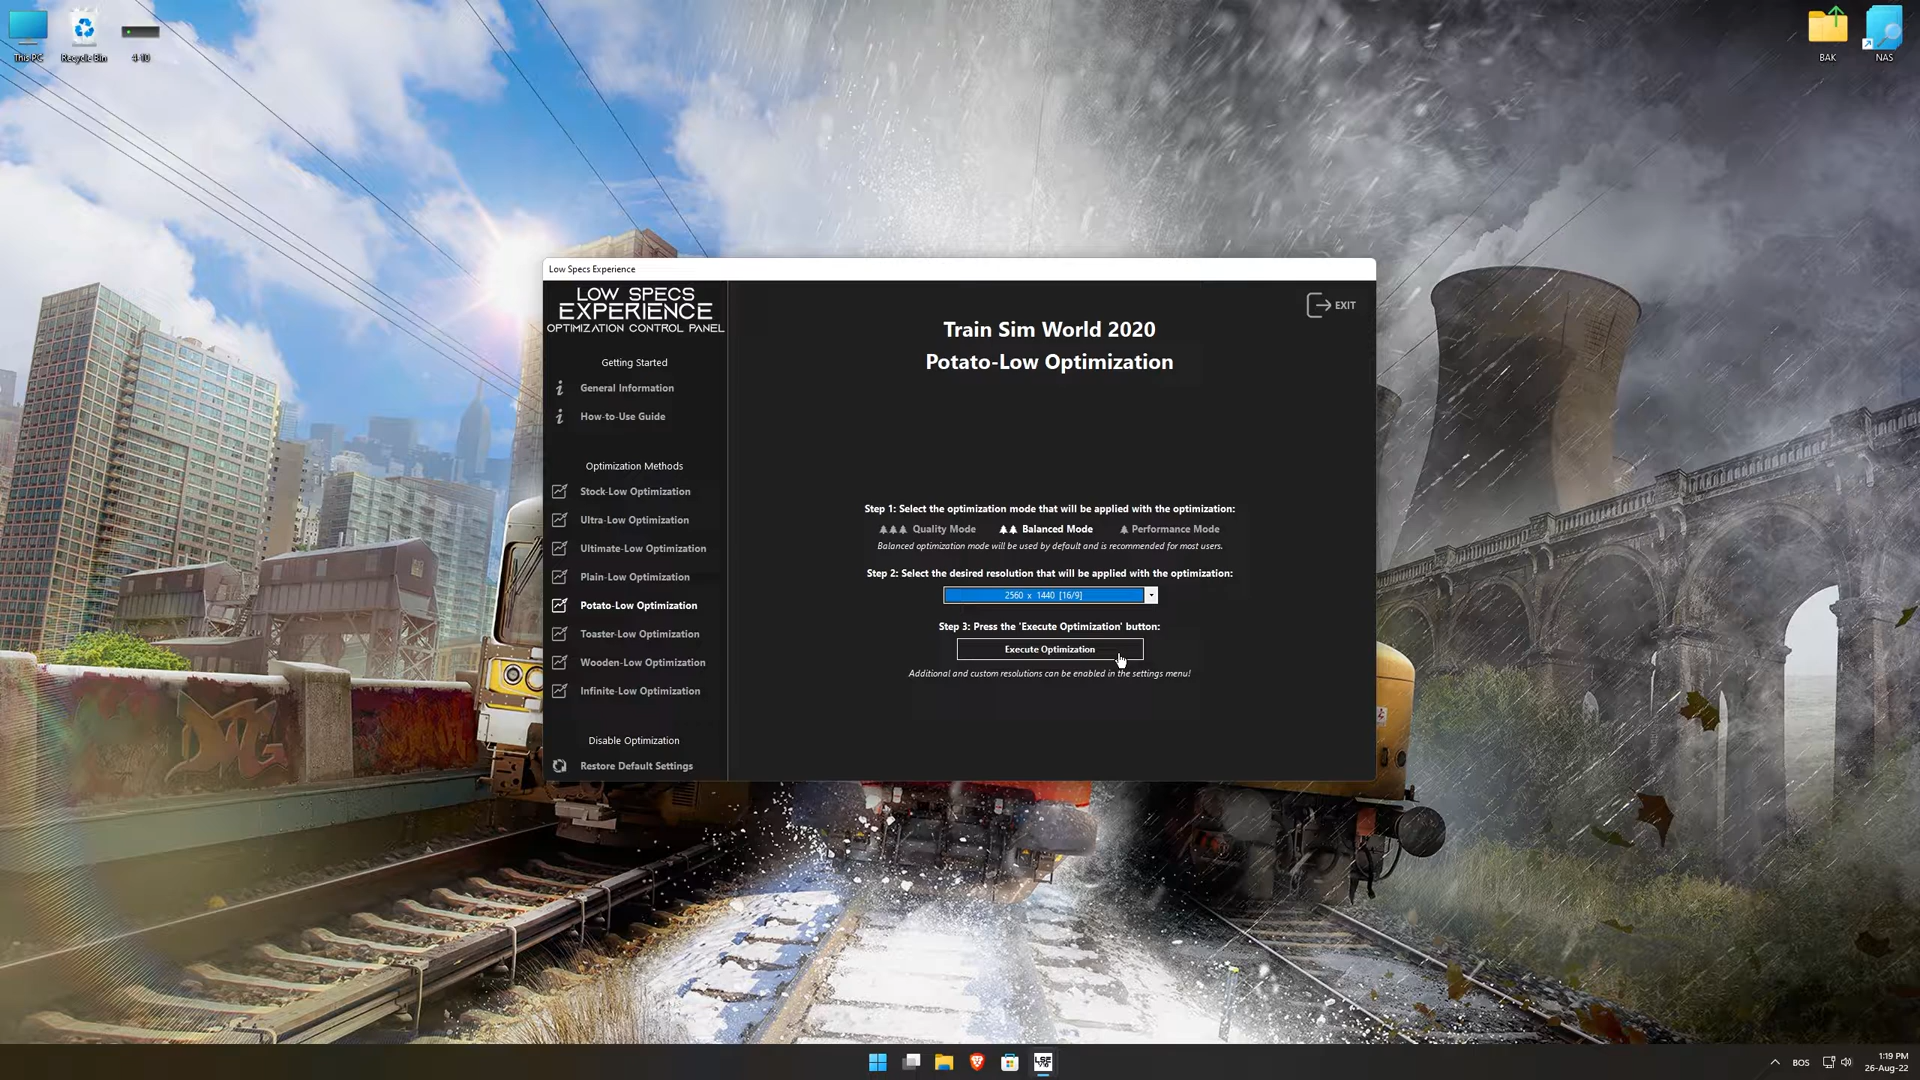 This PC
Recycle Bin
4-10
BAK
NAS
Low Specs Experience
LOW SPECS
EXPERIENCE
OPTIMIZATION CONTROL PANEL
Getting Started
General Information
How-to-Use Guide
Optimization Methods
Stock-Low Optimization
Ultra-Low Optimization
Ultimate-Low Optimization
Plain-Low Optimization
Potato-Low Optimization
Toaster-Low Optimization
Wooden-Low Optimization
Infinite-Low Optimization
Disable Optimization
Restore Default Settings
EXIT
Train Sim World 2020
Potato-Low Optimization
Step 1: Select the optimization mode that will be applied with the optimization:
Quality Mode Balanced Mode Performance Mode
Balanced optimization mode will be used by default and is recommended for most users.
Step 2: Select the desired resolution that will be applied with the optimization:
2560 x 1440 [16/9]
Step 3: Press the 'Execute Optimization' button:
Execute Optimization
Additional and custom resolutions can be enabled in the settings menu!
LSE
BOS
1:19 PM
26-Aug-22